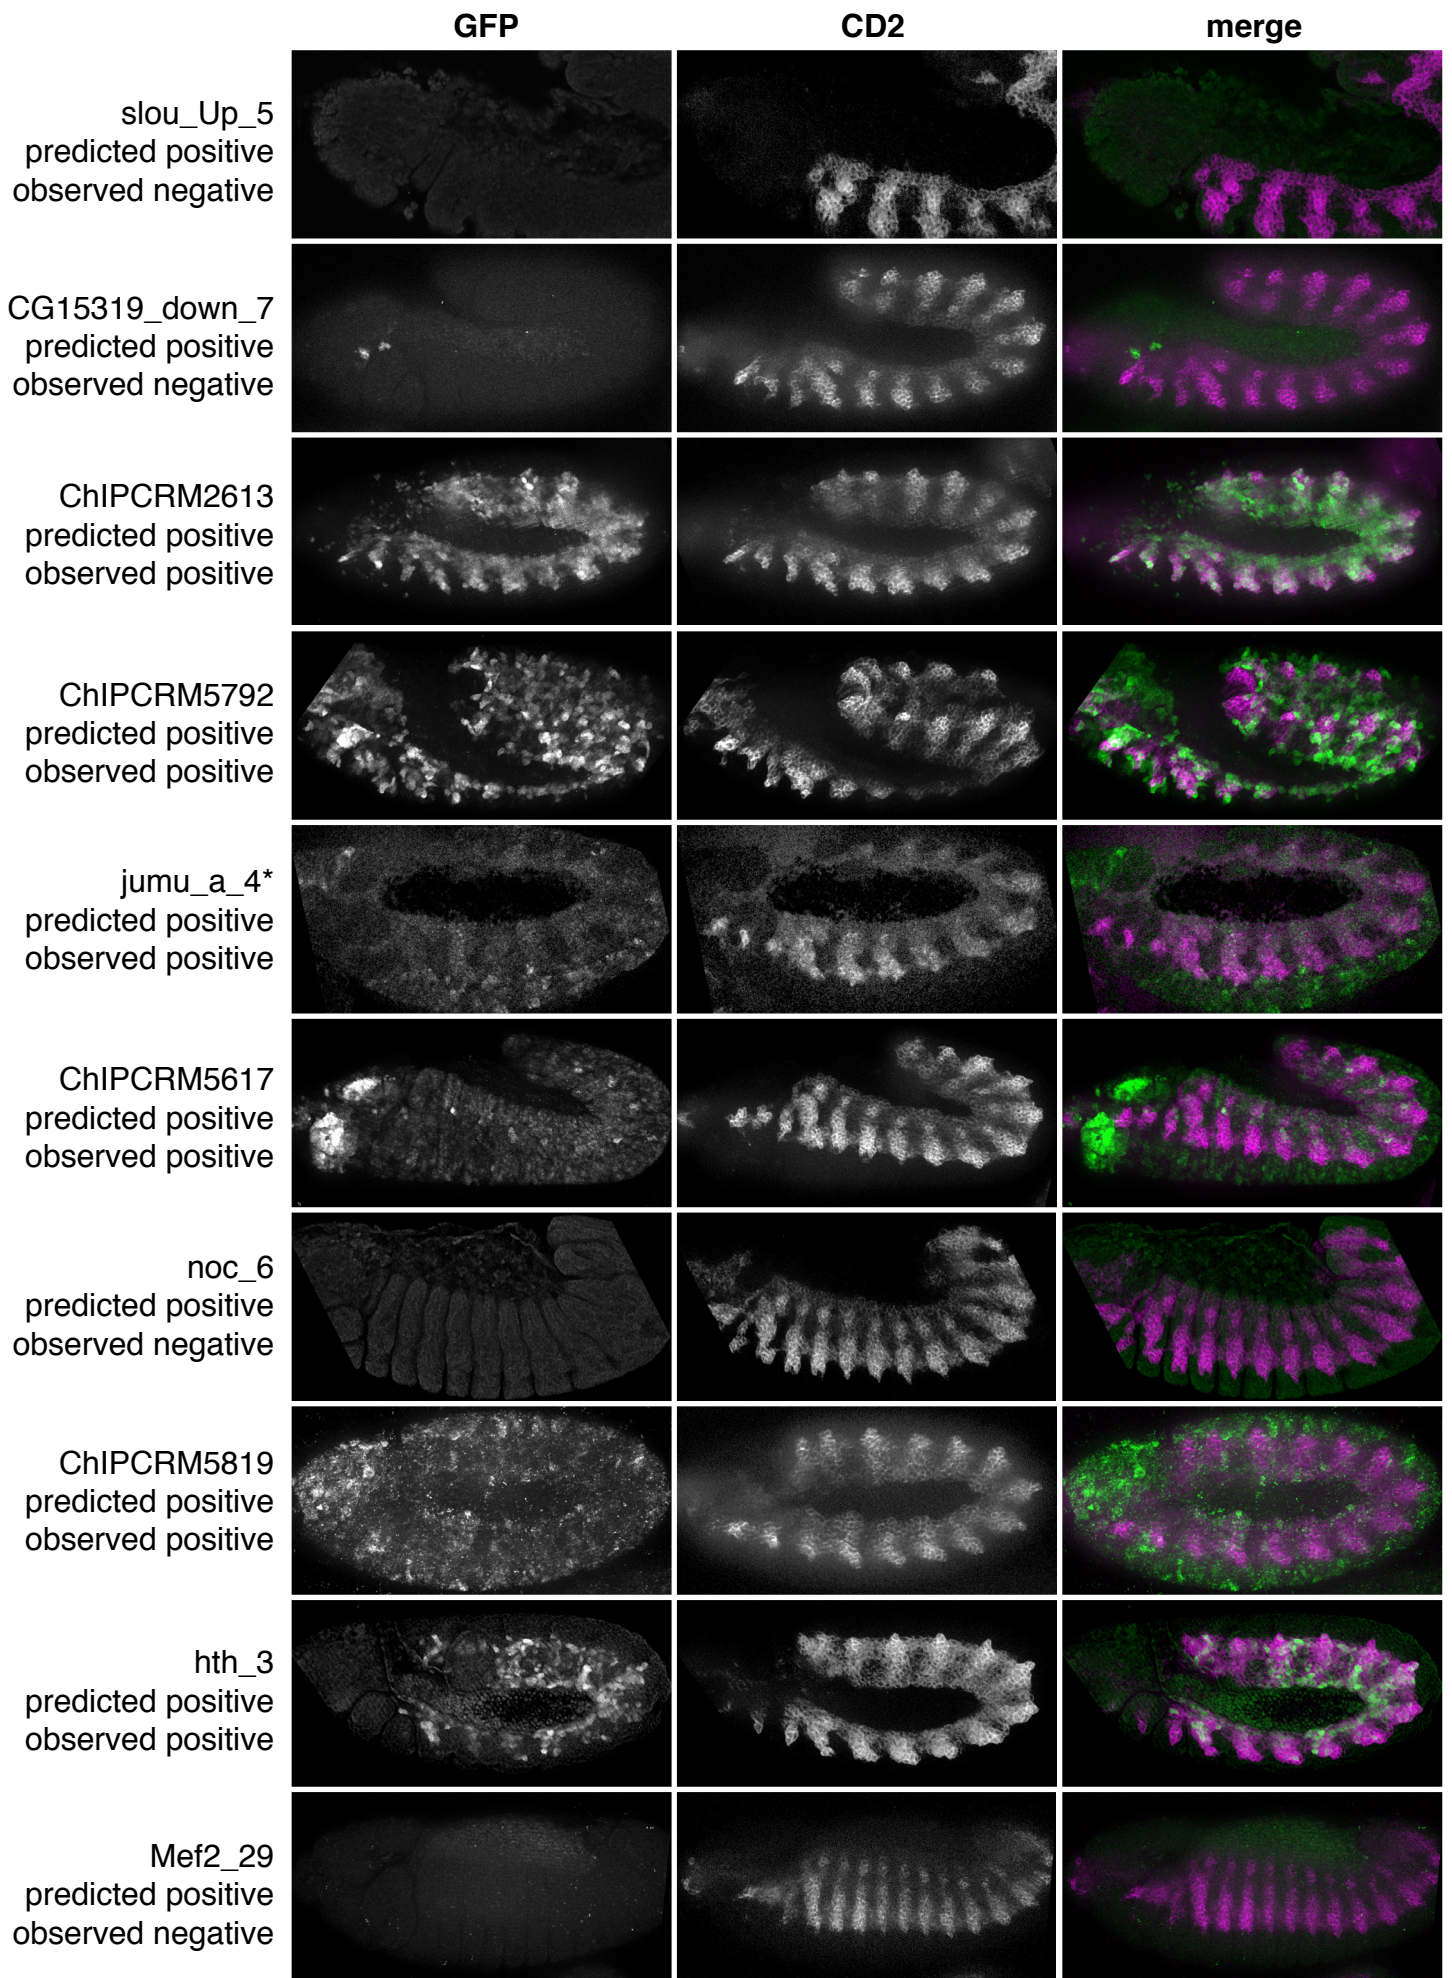 GFP CD2 merge
slou_Up_5
predicted positive
observed negative
CG15319_down_7
predicted positive
observed negative
ChIPCRM2613
predicted positive
observed positive
ChIPCRM5792
predicted positive
observed positive
jumu_a_4*
predicted positive
observed positive
ChIPCRM5617
predicted positive
observed positive
noc_6
predicted positive
observed negative
ChIPCRM5819
predicted positive
observed positive
hth_3
predicted positive
observed positive
Mef2_29
predicted positive
observed negative